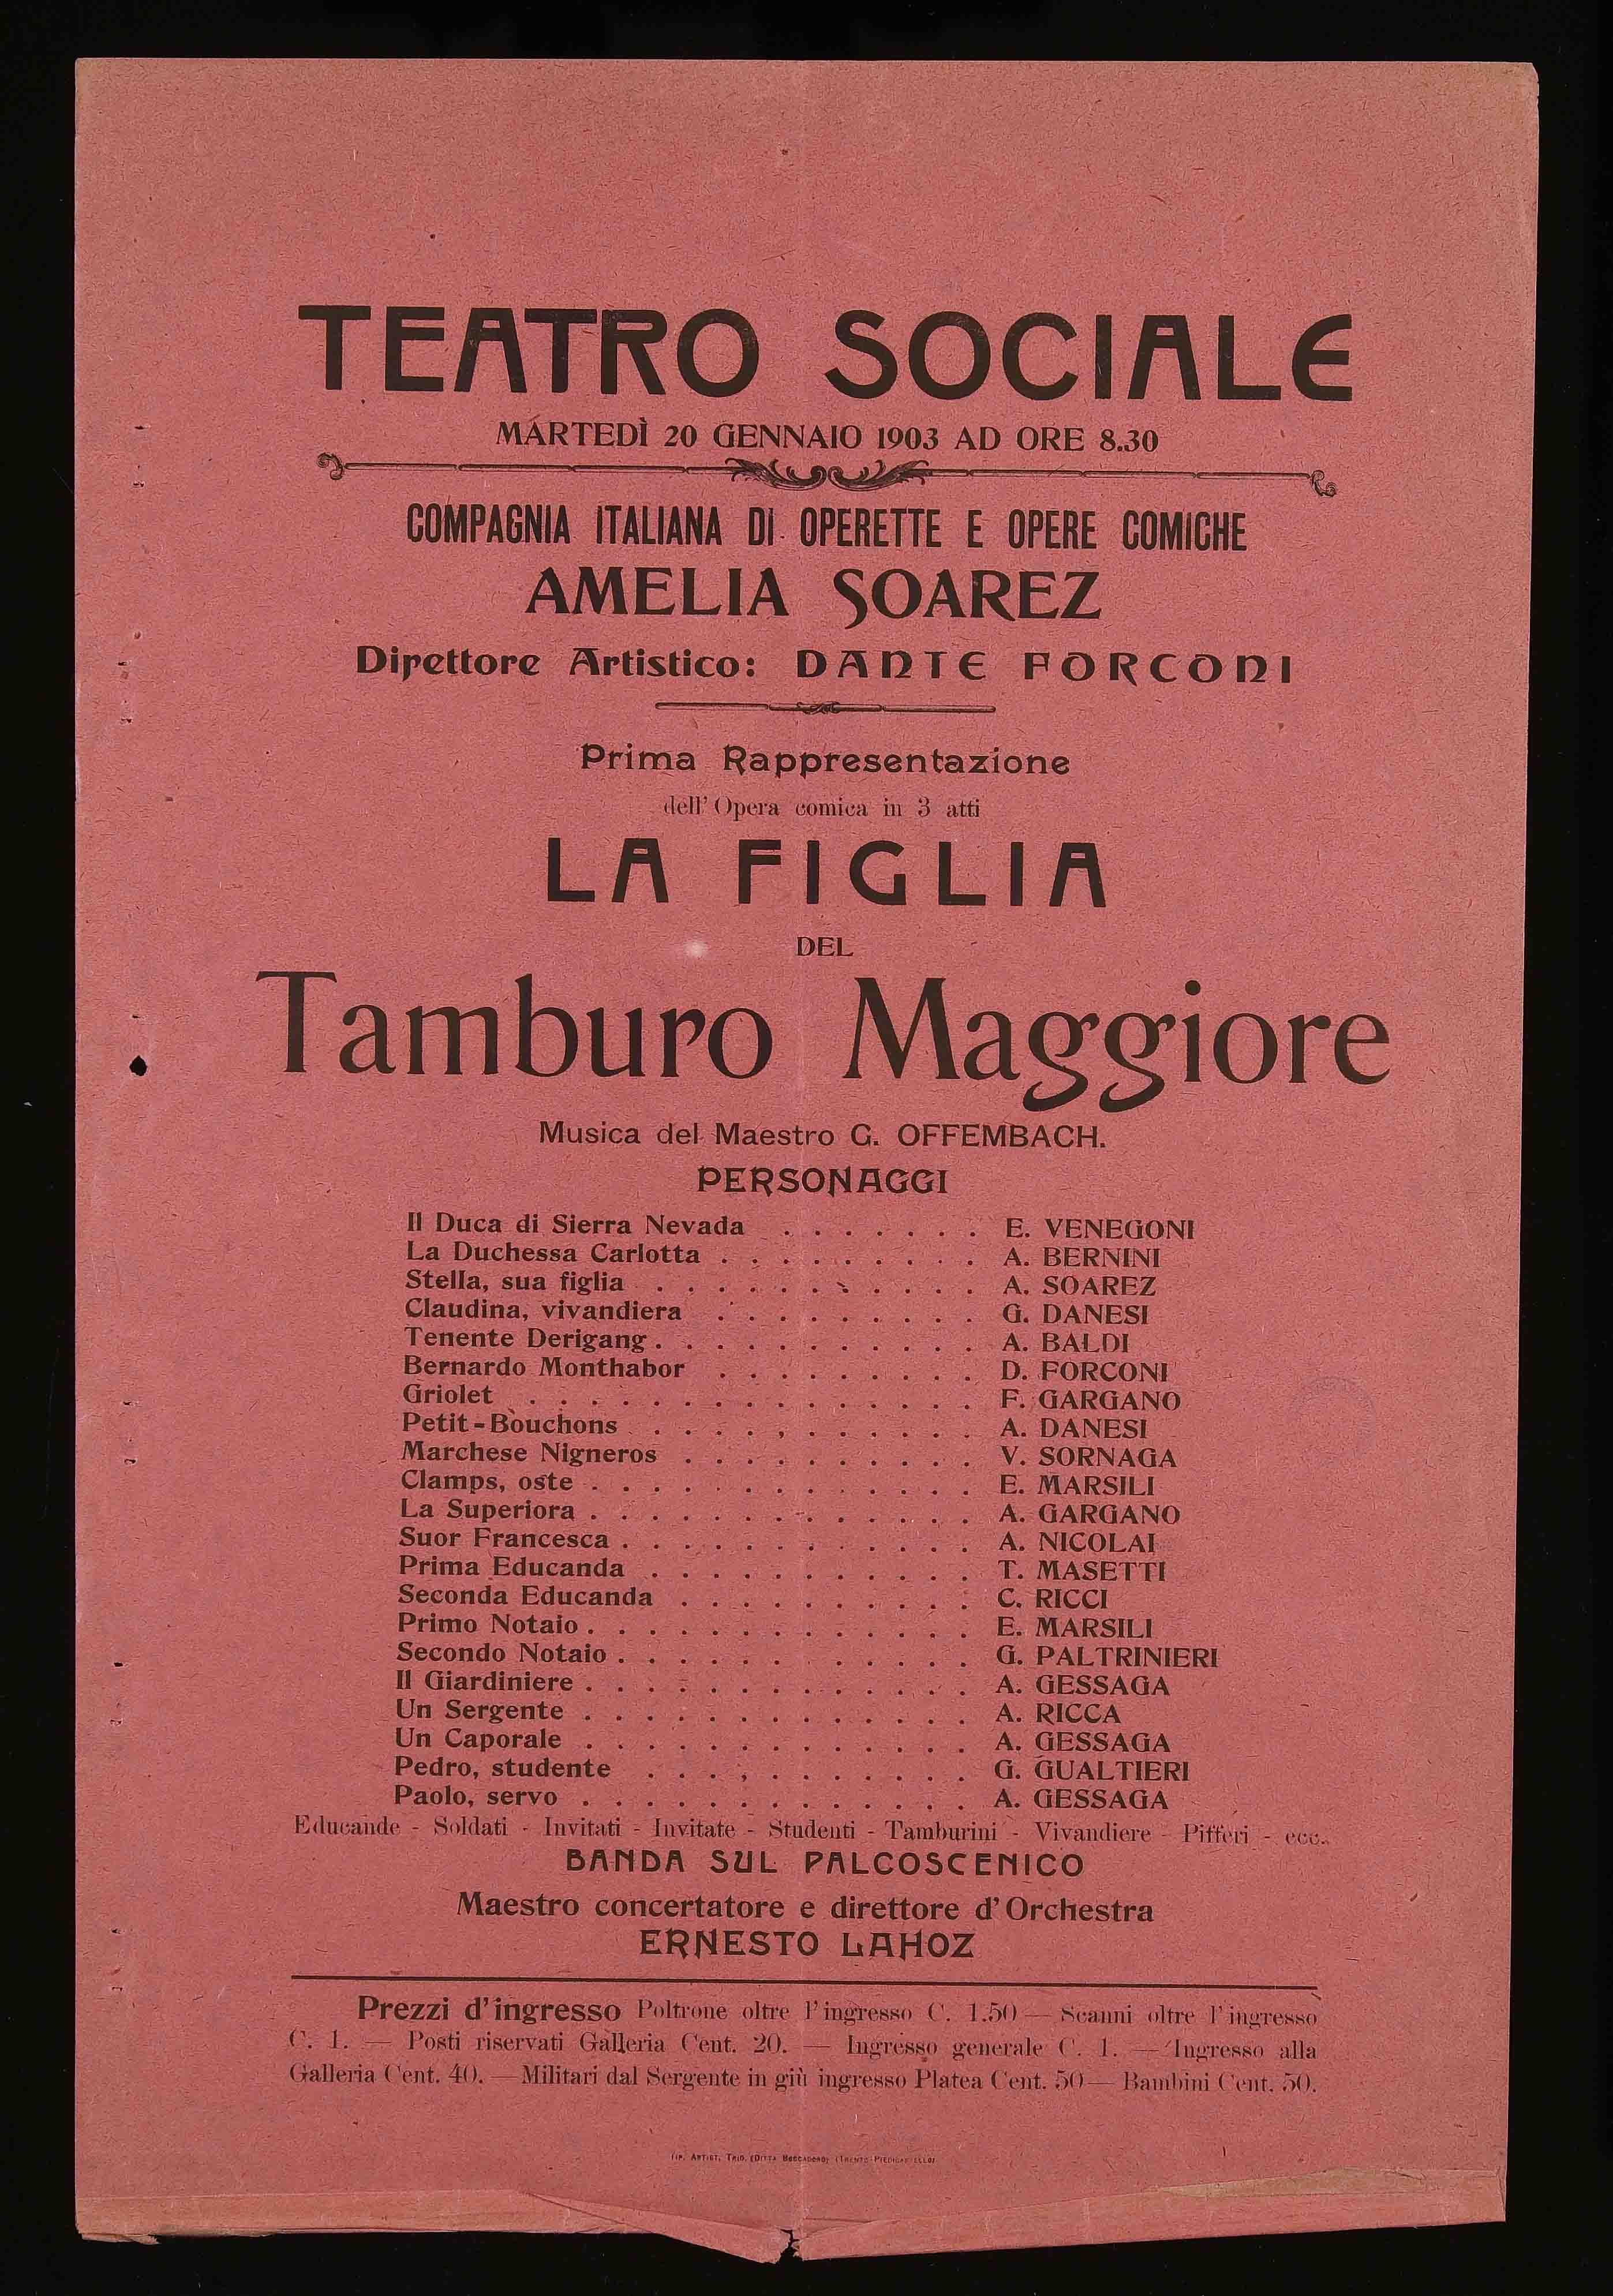 TEATRO SOCIALE
MARTEDÌ 20 GENNAIO 1903 AD ORE 8.30
COMPAGNIA ITALIANA DI OPERETTE E OPERE COMICHE
AMELIA SOAREZ
Direttore Artistico: DANTE FORCONI
Prima Rappresentazione
dell' Opera comica in 3 atti
LA FIGLIA
DEL
Tamburo Maggiore
Musica del Maestro G. OFFEMBACH.
PERSONAGGI
Il Duca di Sierra Nevada . . . . . . . E. VENEGONI
La Duchessa Carlotta . . . . . . . . . A. BERNINI
Stella, sua figlia . . . . . . . . . . . A. SOAREZ
Claudina, vivandiera . . . . . . . . . G. DANESI
Tenente Derigang . . . . . . . . . . . A. BALDI
Bernardo Monthabor . . . . . . . . . D. FORCONI
Griolet . . . . . . . . . . . . . . . F. GARGANO
Petit-Bouchons . . . . . . . . . . . A. DANESI
Marchese Nigneros . . . . . . . . . . V. SORNAGA
Clamps, oste . . . . . . . . . . . . . E. MARSILI
La Superiora . . . . . . . . . . . . . A. GARGANO
Suor Francesca . . . . . . . . . . . . A. NICOLAI
Prima Educanda . . . . . . . . . . . T. MASETTI
Seconda Educanda . . . . . . . . . . C. RICCI
Primo Notaio . . . . . . . . . . . . . E. MARSILI
Secondo Notaio . . . . . . . . . . . . G. PALTRINIERI
Il Giardiniere . . . . . . . . . . . . . A. GESSAGA
Un Sergente . . . . . . . . . . . . . A. RICCA
Un Caporale . . . . . . . . . . . . . A. GESSAGA
Pedro, studente . . . . . . . . . . . G. GUALTIERI
Paolo, servo . . . . . . . . . . . . . A. GESSAGA
Educande - Soldati - Invitati - Invitate - Studenti - Tamburini - Vivandiere - Pifferi - ecc.
BANDA SUL PALCOSCENICO
Maestro concertatore e direttore d'Orchestra
ERNESTO LAHOZ
Prezzi d'ingresso Poltrone oltre l'ingresso C. 1.50 — Scanni oltre l'ingresso
C. 1. — Posti riservati Galleria Cent. 20. — Ingresso generale C. 1. — Ingresso alla
Galleria Cent. 40. — Militari dal Sergente in giù ingresso Platea Cent. 50 — Bambini Cent. 50.
TIP. ARTIST. TRID. (DITTA